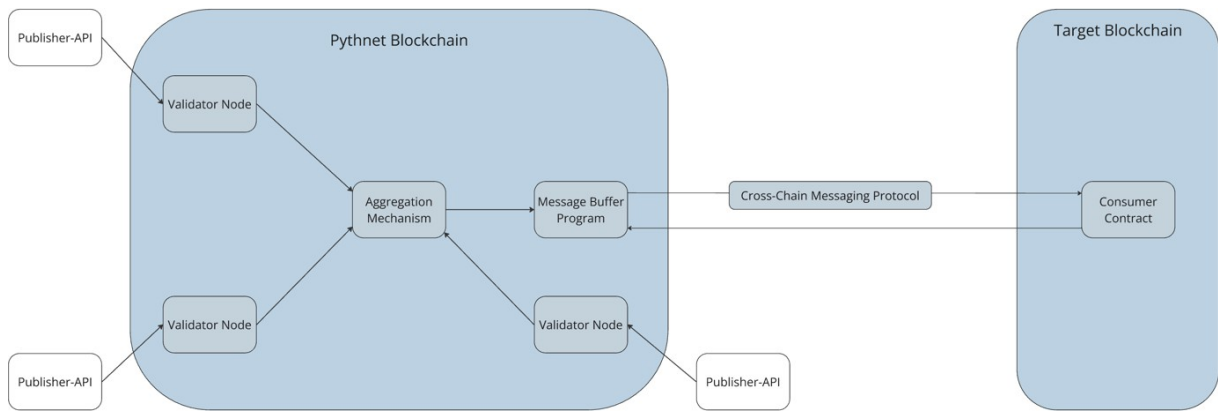 Publisher-API
Pythnet Blockchain
Target Blockchain
Validator Node
Aggregation
Mechanism
Message Buffer
Program
Cross-Chain Messaging Protocol
Consumer
Contract
Validator Node
Validator Node
Publisher-API
Publisher-API